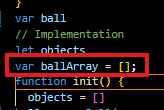 }
var ball
// Implementation
let objects
var ballArray = [];
function init() {
objects = []